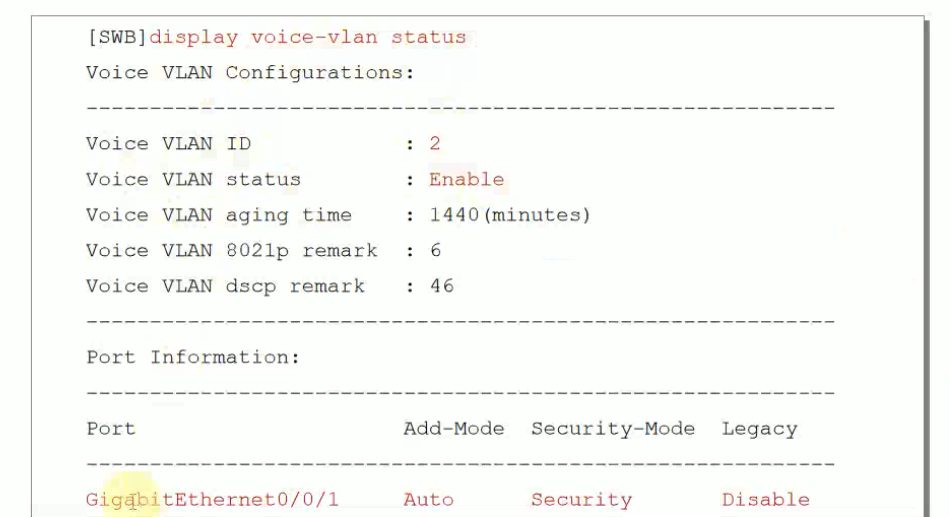 [SWB]display voice-vlan status
Voice VLAN Configurations:
-----------------------------------------------------------
Voice VLAN ID : 2
Voice VLAN status : Enable
Voice VLAN aging time : 1440(minutes)
Voice VLAN 8021p remark : 6
Voice VLAN dscp remark : 46
-----------------------------------------------------------
Port Information:
-----------------------------------------------------------
Port Add-Mode Security-Mode Legacy
-----------------------------------------------------------
GigabitEthernet0/0/1 Auto Security Disable